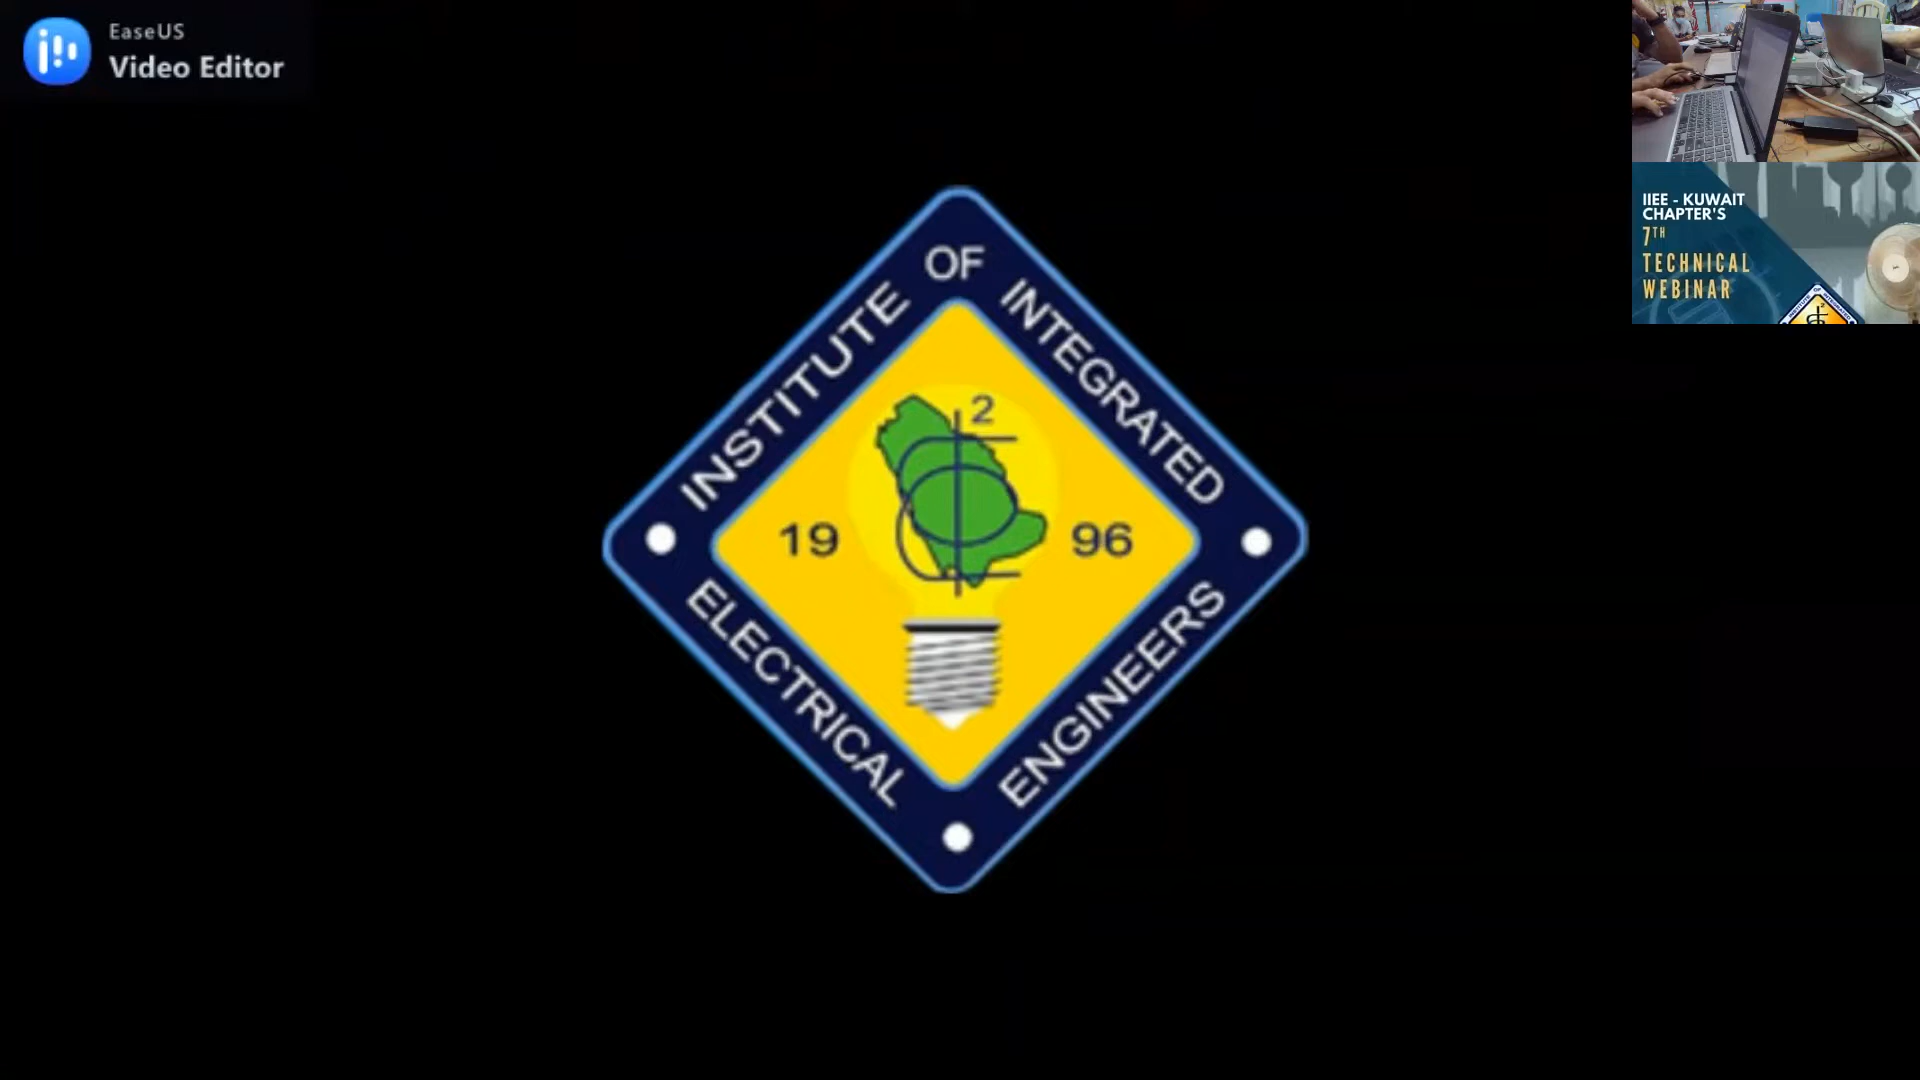 EaseUS
Video Editor
INSTITUTE OF INTEGRATED
ELECTRICAL ENGINEERS
2
19 96
IIEE - KUWAIT
CHAPTER'S
7TH
TECHNICAL
WEBINAR